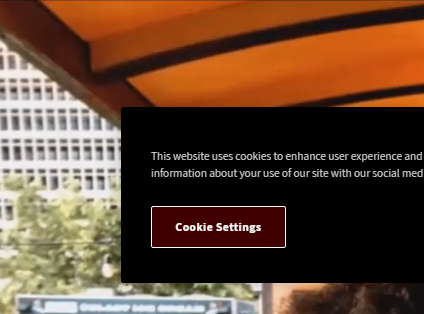 This website uses cookies to enhance user experience and
information about your use of our site with our social med
Cookie Settings